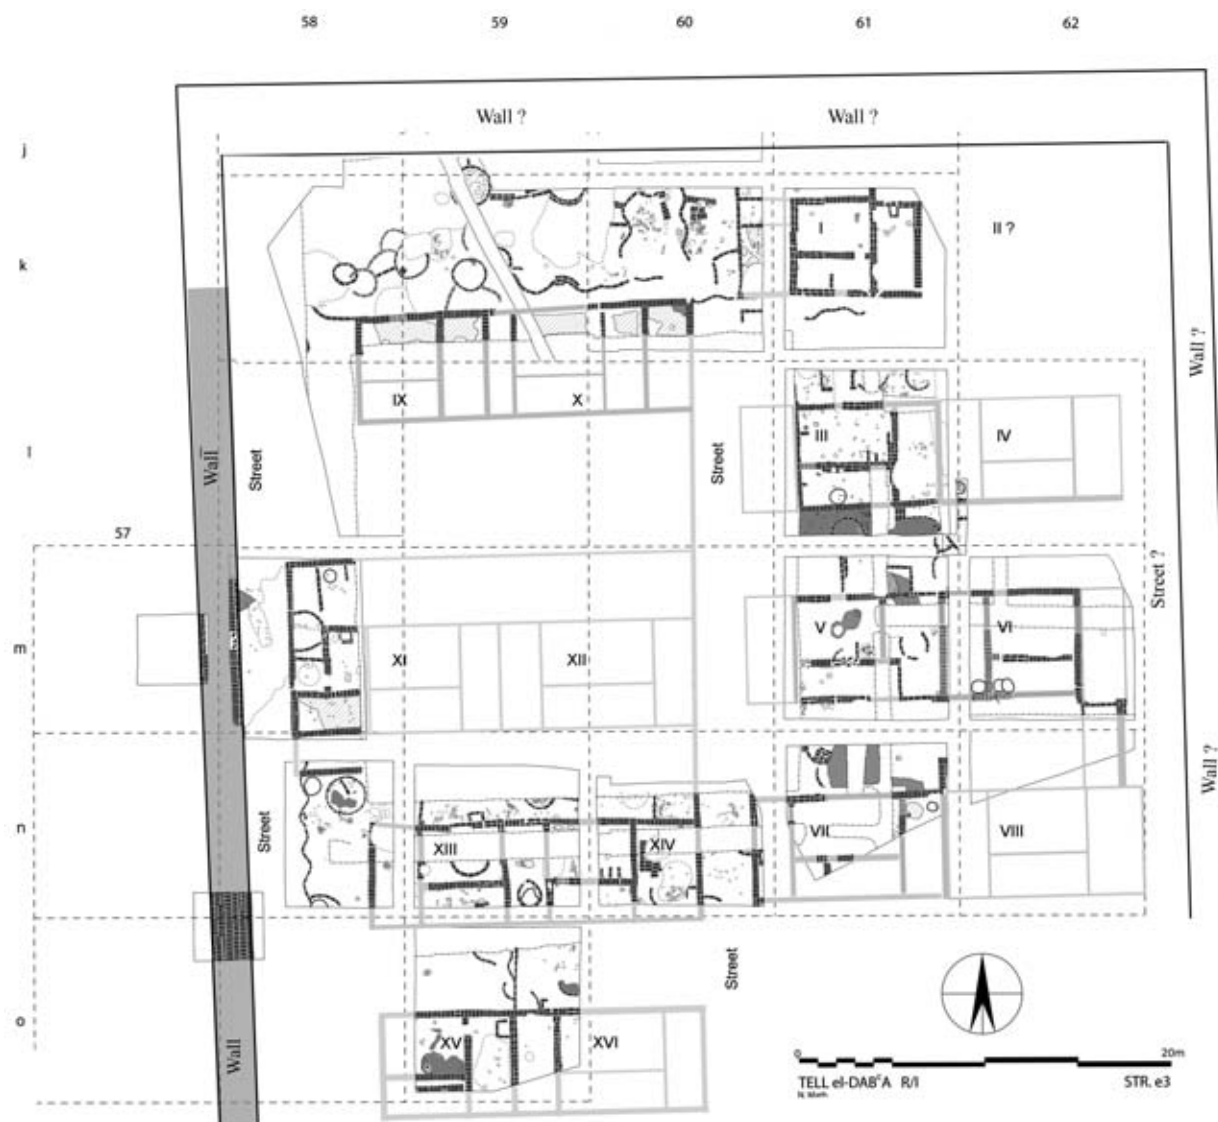 58 59 60 61 62
Wall ? Wall ?
j
I II ?
k
Wall ?
IX X
III IV
l
Wall
Street
Street
57
Street ?
m
XI XII V VI
Wall ?
n
Street
XIII XIV VII VIII
Street
o
XV XVI
Wall
0 20m
TELL el-DABᶜA R/I STR. e3